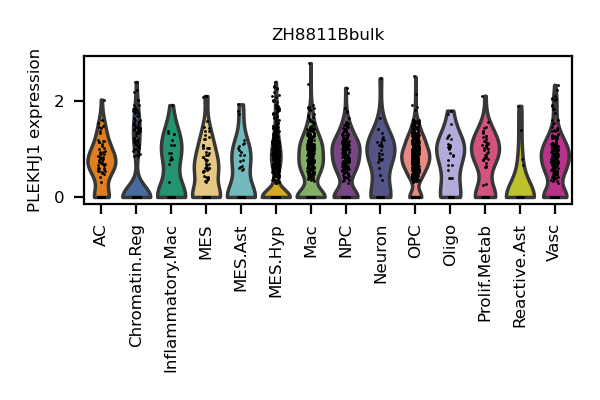 ZH8811Bbulk
PLEKHJ1 expression
2
0
AC
Chromatin.Reg
Inflammatory.Mac
MES
MES.Ast
MES.Hyp
Mac
NPC
Neuron
OPC
Oligo
Prolif.Metab
Reactive.Ast
Vasc